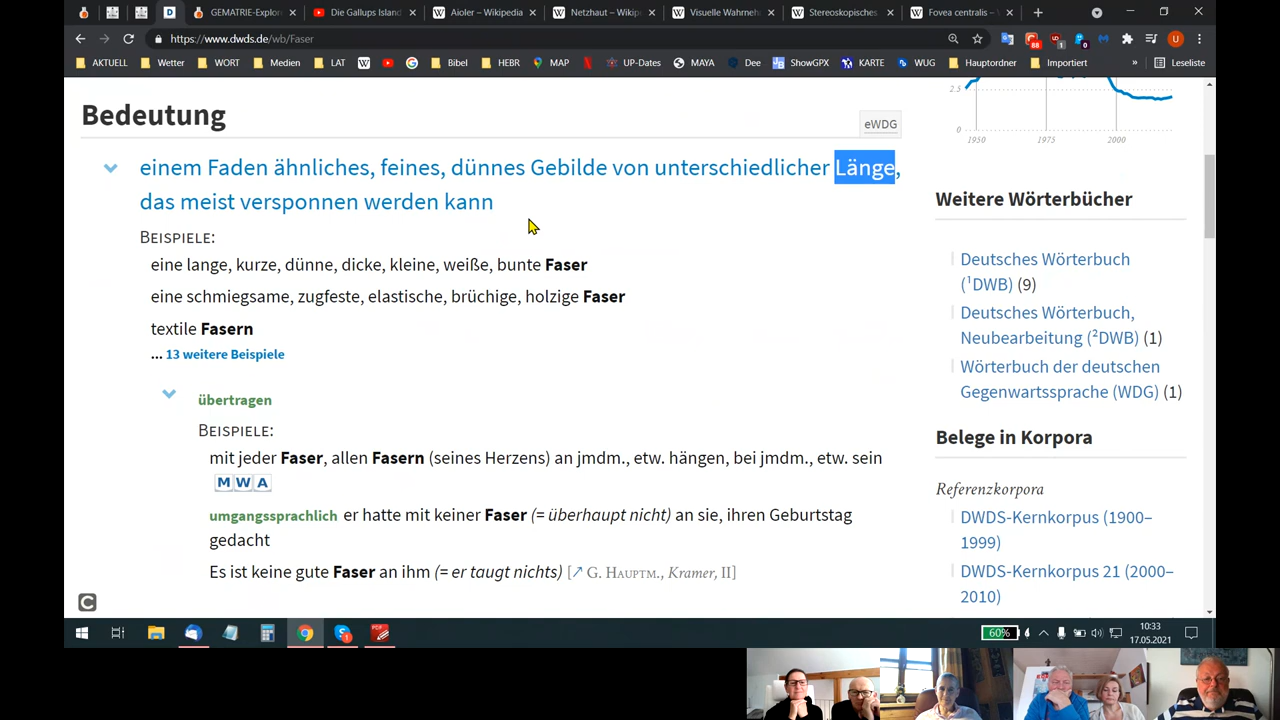 GEMATRIE-Explor
Die Gallups Island
Aioler – Wikipedia
Netzhaut – Wikip
Visuelle Wahrneh
Stereoskopisches
Fovea centralis – W
https://www.dwds.de/wb/Faser
AKTUELL
Wetter
WORT
Medien
LAT
Bibel
HEBR
MAP
UP-Dates
MAYA
Dee
ShowGPX
KARTE
WUG
Hauptordner
Importiert
»
Leseliste
Bedeutung
eWDG
einem Faden ähnliches, feines, dünnes Gebilde von unterschiedlicher Länge,
das meist versponnen werden kann
BEISPIELE:
eine lange, kurze, dünne, dicke, kleine, weiße, bunte Faser
eine schmiegsame, zugfeste, elastische, brüchige, holzige Faser
textile Fasern
... 13 weitere Beispiele
übertragen
BEISPIELE:
mit jeder Faser, allen Fasern (seines Herzens) an jmdm., etw. hängen, bei jmdm., etw. sein
MWA
umgangssprachlich er hatte mit keiner Faser (= überhaupt nicht) an sie, ihren Geburtstag
gedacht
Es ist keine gute Faser an ihm (= er taugt nichts) [↗ G. HAUPTM., Kramer, II]
2.5
0
1950 1975 2000
Weitere Wörterbücher
Deutsches Wörterbuch
(¹DWB) (9)
Deutsches Wörterbuch,
Neubearbeitung (²DWB) (1)
Wörterbuch der deutschen
Gegenwartssprache (WDG) (1)
Belege in Korpora
Referenzkorpora
DWDS-Kernkorpus (1900–
1999)
DWDS-Kernkorpus 21 (2000–
2010)
60%
10:33
17.05.2021